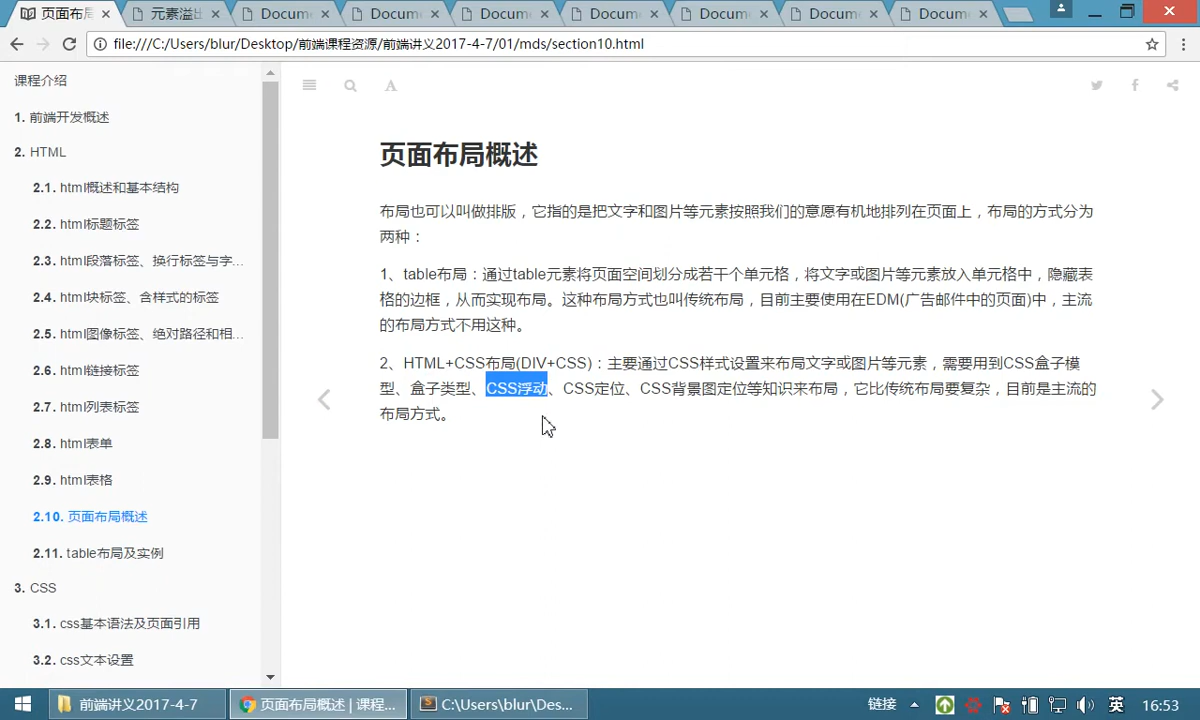 页面布局
元素溢出
Docum
Docum
Docum
Docum
Docum
Docum
Docum
file:///C:/Users/blur/Desktop/前端课程资源/前端讲义2017-4-7/01/mds/section10.html
课程介绍
1. 前端开发概述
2. HTML
2.1. html概述和基本结构
2.2. html标题标签
2.3. html段落标签、换行标签与字...
2.4. html块标签、含样式的标签
2.5. html图像标签、绝对路径和相...
2.6. html链接标签
2.7. html列表标签
2.8. html表单
2.9. html表格
2.10. 页面布局概述
2.11. table布局及实例
3. CSS
3.1. css基本语法及页面引用
3.2. css文本设置
A
页面布局概述
布局也可以叫做排版，它指的是把文字和图片等元素按照我们的意愿有机地排列在页面上，布局的方式分为
两种：
1、table布局：通过table元素将页面空间划分成若干个单元格，将文字或图片等元素放入单元格中，隐藏表
格的边框，从而实现布局。这种布局方式也叫传统布局，目前主要使用在EDM(广告邮件中的页面)中，主流
的布局方式不用这种。
2、HTML+CSS布局(DIV+CSS)：主要通过CSS样式设置来布局文字或图片等元素，需要用到CSS盒子模
型、盒子类型、CSS浮动、CSS定位、CSS背景图定位等知识来布局，它比传统布局要复杂，目前是主流的
布局方式。
前端讲义2017-4-7
页面布局概述 | 课程...
C:\Users\blur\Des...
链接
英
16:53